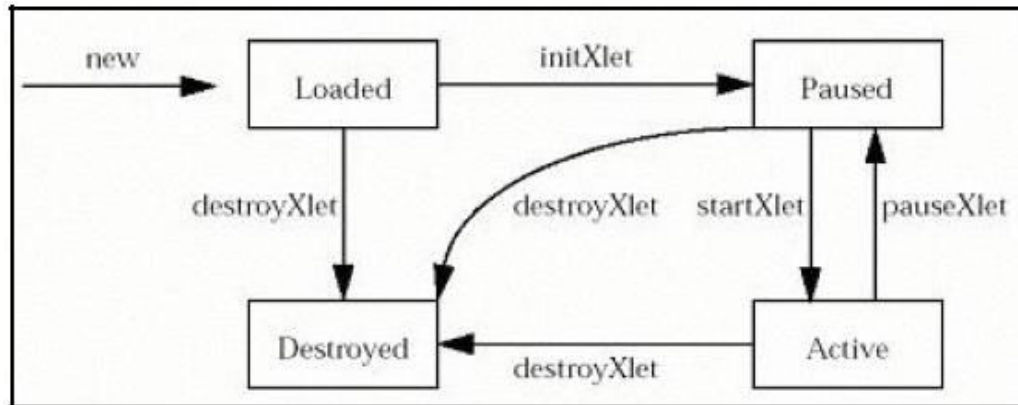 new
Loaded
initXlet
Paused
destroyXlet
destroyXlet
startXlet
pauseXlet
Destroyed
destroyXlet
Active